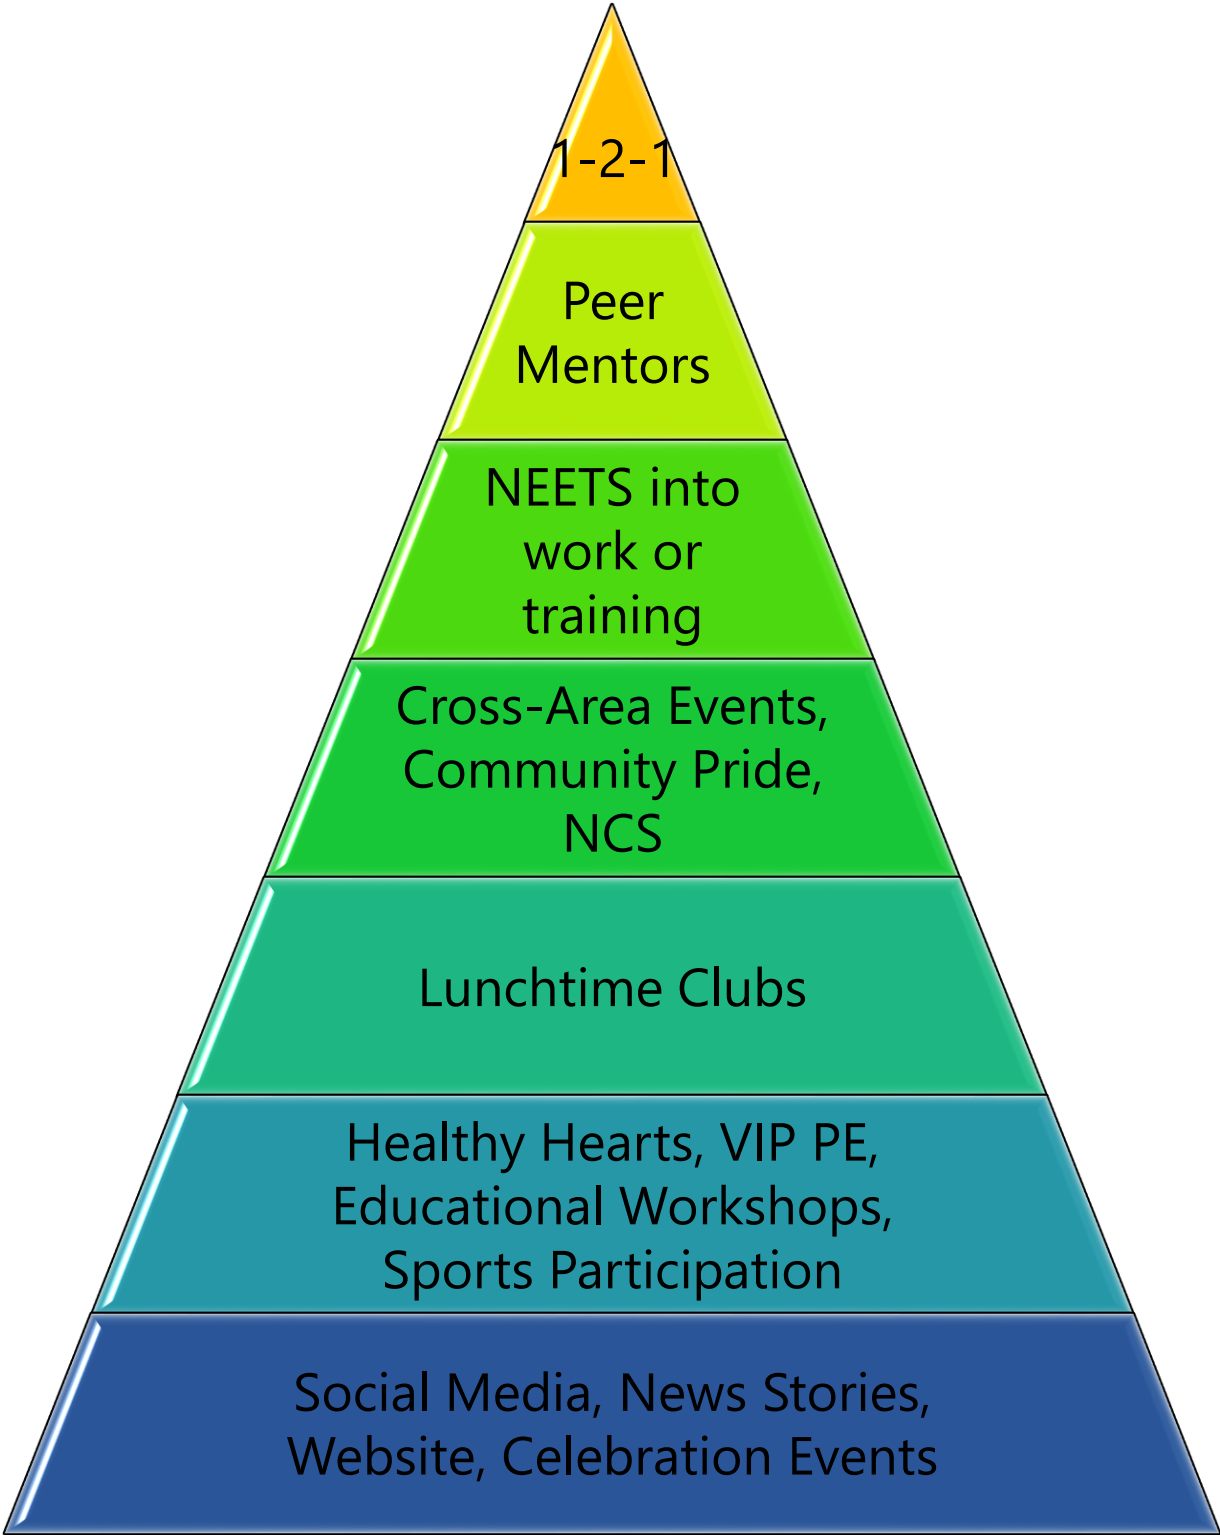 1-2-1
Peer
Mentors
NEETS into
work or
training
Cross-Area Events,
Community Pride,
NCS
Lunchtime Clubs
Healthy Hearts, VIP PE,
Educational Workshops,
Sports Participation
Social Media, News Stories,
Website, Celebration Events